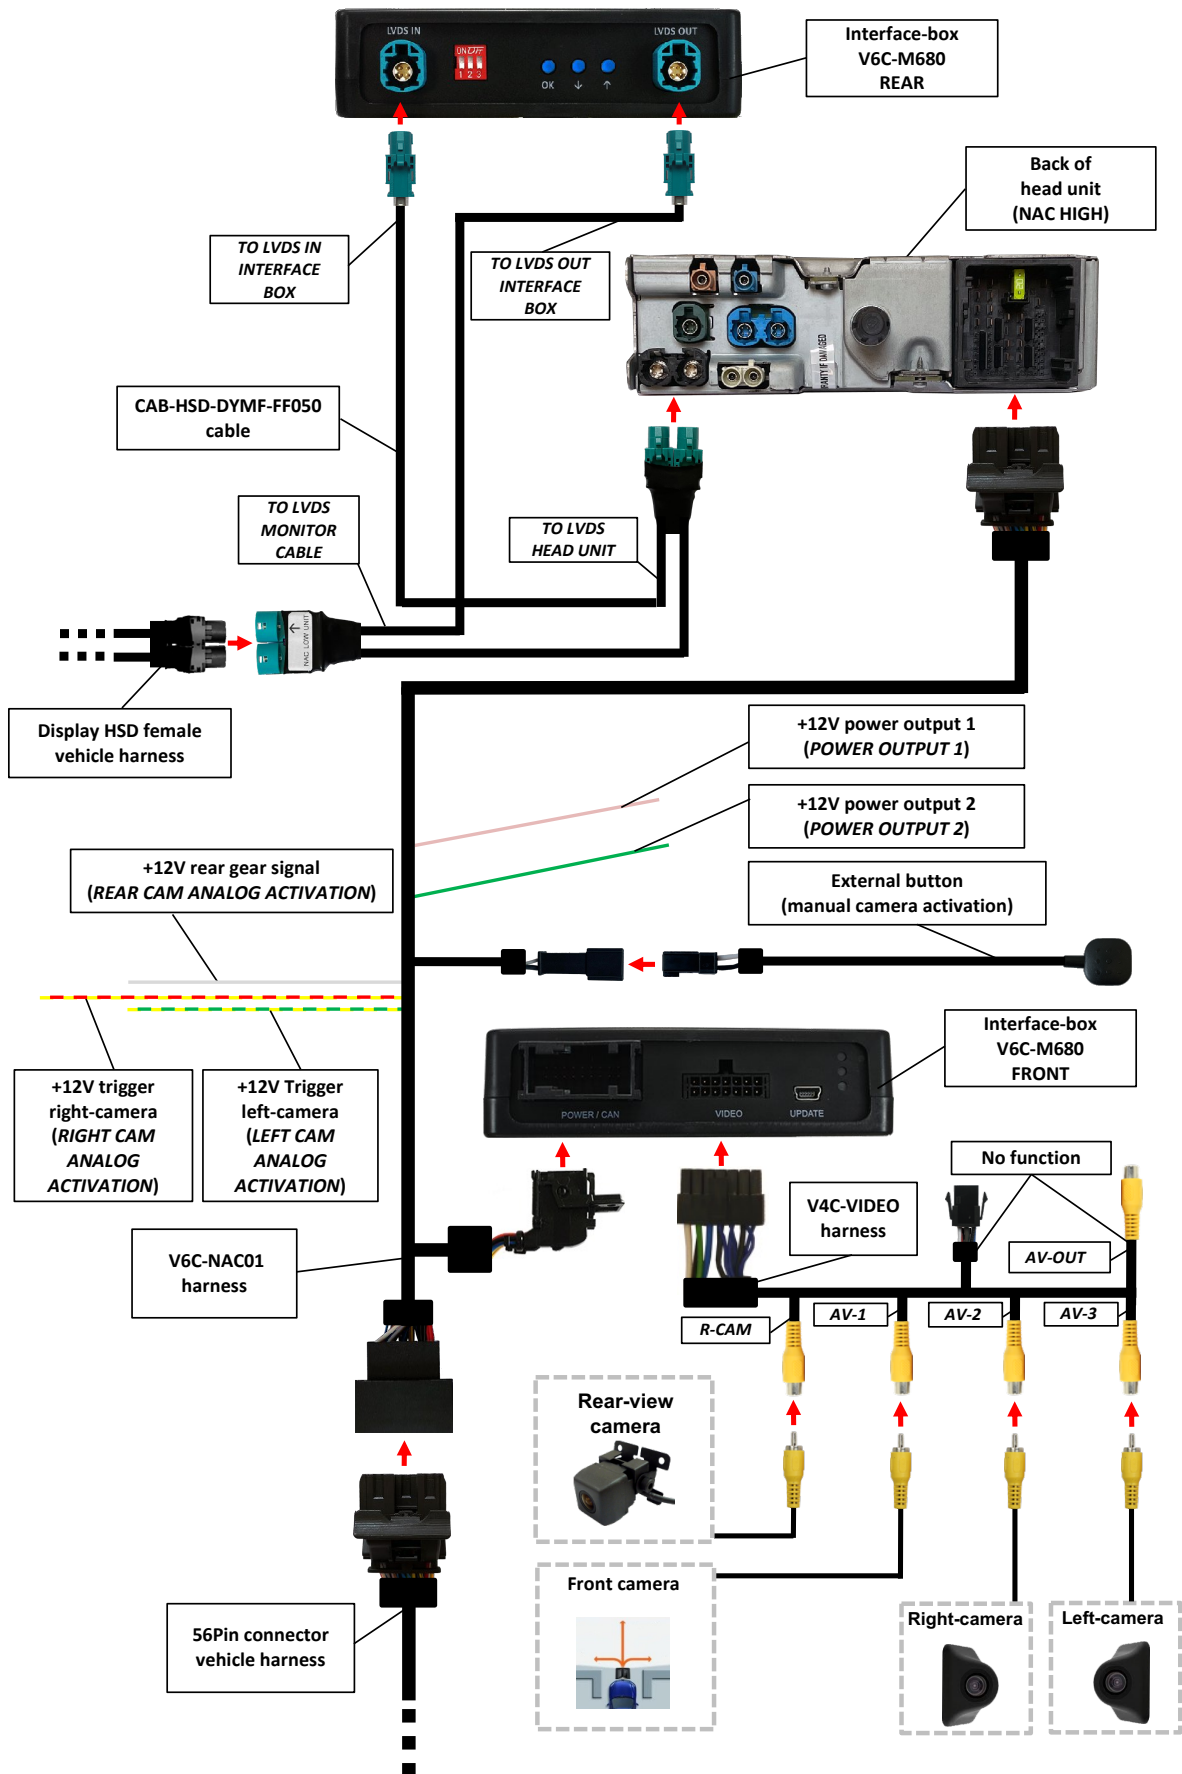 LVDS IN
LVDS OUT
ON
1 2 3
OK ↓ ↑
Interface-box
V6C-M680
REAR
Back of
head unit
(NAC HIGH)
TO LVDS IN
INTERFACE
BOX
TO LVDS OUT
INTERFACE
BOX
RANTY IF DAMAGED
CAB-HSD-DYMF-FF050
cable
TO LVDS
MONITOR
CABLE
TO LVDS
HEAD UNIT
NAC LOW UNIT
Display HSD female
vehicle harness
+12V power output 1
(POWER OUTPUT 1)
+12V power output 2
(POWER OUTPUT 2)
+12V rear gear signal
(REAR CAM ANALOG ACTIVATION)
External button
(manual camera activation)
+12V trigger
right-camera
(RIGHT CAM
ANALOG
ACTIVATION)
+12V Trigger
left-camera
(LEFT CAM
ANALOG
ACTIVATION)
Interface-box
V6C-M680
FRONT
POWER / CAN
VIDEO
UPDATE
No function
V4C-VIDEO
harness
AV-OUT
V6C-NAC01
harness
R-CAM
AV-1
AV-2
AV-3
Rear-view
camera
Front camera
Right-camera
Left-camera
56Pin connector
vehicle harness